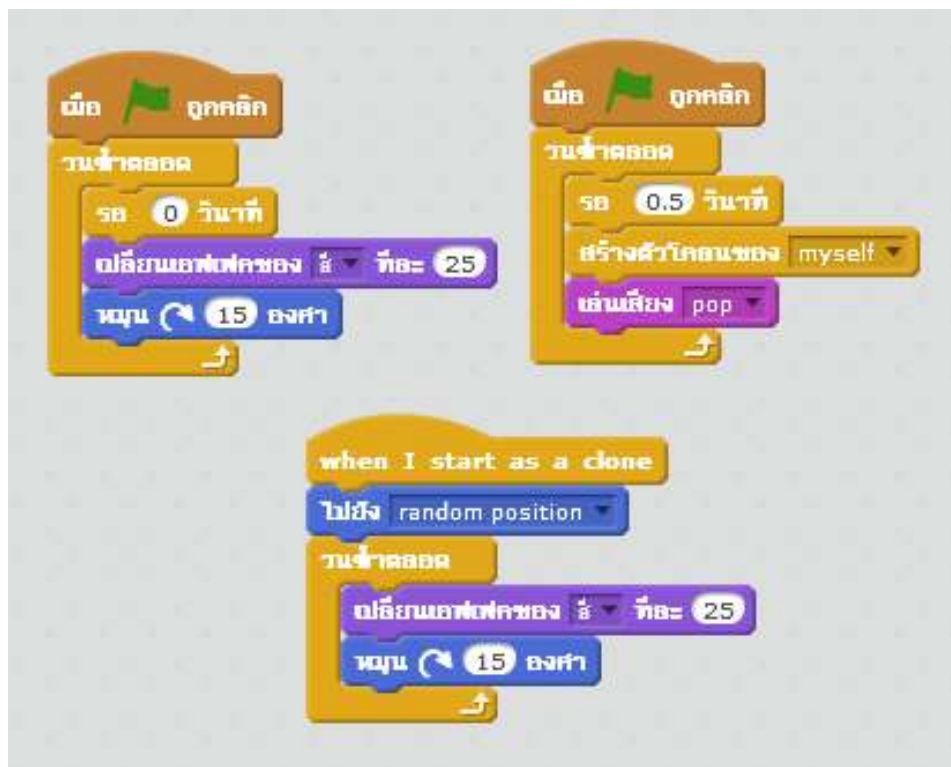 เมื่อ ถูกคลิก
วนซ้ำตลอด
รอ 0 วินาที
เปลี่ยนเอฟเฟคของ สี ทีละ 25
หมุน 15 องศา
เมื่อ ถูกคลิก
วนซ้ำตลอด
รอ 0.5 วินาที
สร้างตัวโคลนของ myself
เล่นเสียง pop
when I start as a clone
ไปยัง random position
วนซ้ำตลอด
เปลี่ยนเอฟเฟคของ สี ทีละ 25
หมุน 15 องศา